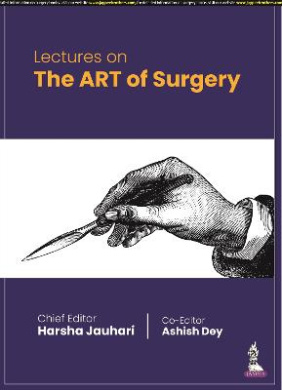 Lectures on
The ART of Surgery
Chief Editor
Harsha Jauhari
Co-Editor
Ashish Dey